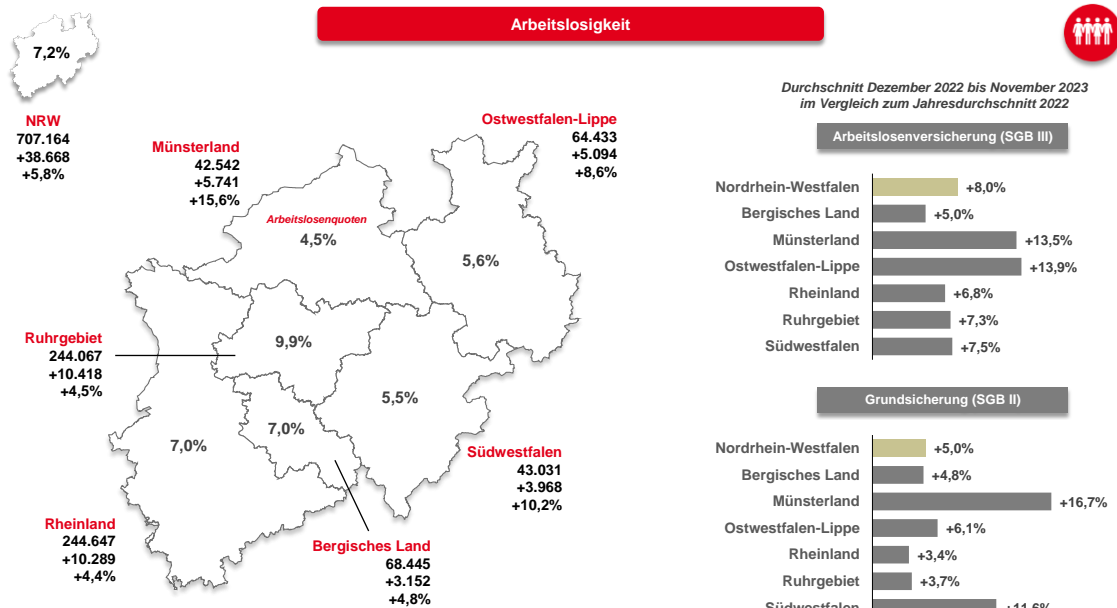 Arbeitslosigkeit
7,2%
NRW
707.164
+38.668
+5,8%
Münsterland
42.542
+5.741
+15,6%
Ostwestfalen-Lippe
64.433
+5.094
+8,6%
Arbeitslosenquoten
4,5%
5,6%
Ruhrgebiet
244.067
+10.418
+4,5%
9,9%
5,5%
7,0%
7,0%
Südwestfalen
43.031
+3.968
+10,2%
Rheinland
244.647
+10.289
+4,4%
Bergisches Land
68.445
+3.152
+4,8%
Durchschnitt Dezember 2022 bis November 2023
im Vergleich zum Jahresdurchschnitt 2022
Arbeitslosenversicherung (SGB III)
Nordrhein-Westfalen +8,0%
Bergisches Land +5,0%
Münsterland +13,5%
Ostwestfalen-Lippe +13,9%
Rheinland +6,8%
Ruhrgebiet +7,3%
Südwestfalen +7,5%
Grundsicherung (SGB II)
Nordrhein-Westfalen +5,0%
Bergisches Land +4,8%
Münsterland +16,7%
Ostwestfalen-Lippe +6,1%
Rheinland +3,4%
Ruhrgebiet +3,7%
Südwestfalen +11,6%